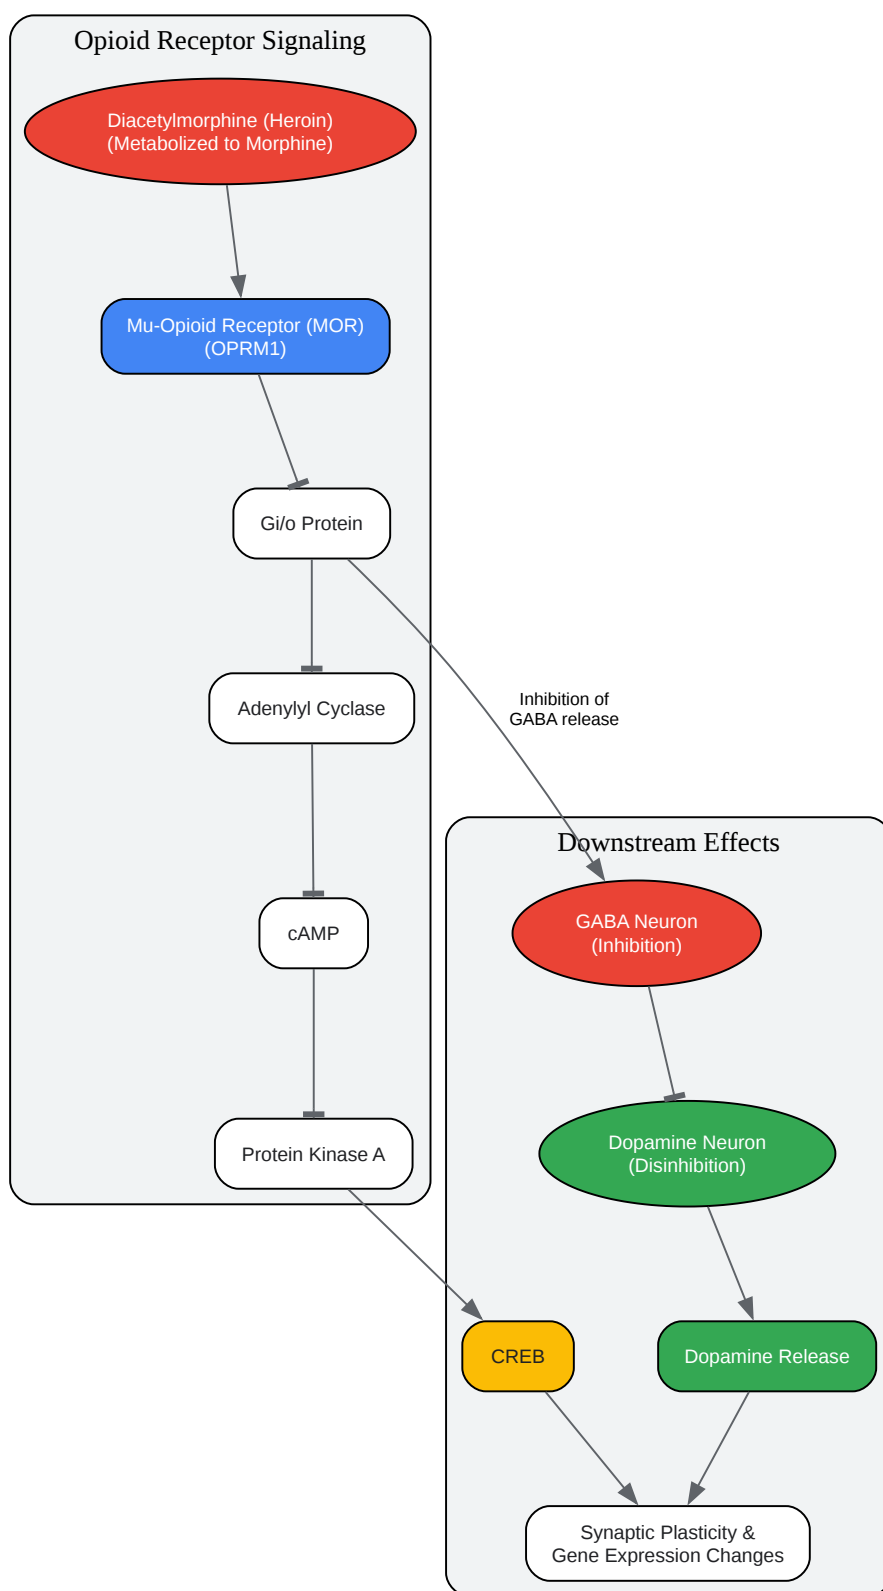 Opioid Receptor Signaling
Diacetylmorphine (Heroin)
(Metabolized to Morphine)
Mu-Opioid Receptor (MOR)
(OPRM1)
Gi/o Protein
Adenylyl Cyclase
Inhibition of
GABA release
Downstream Effects
cAMP
GABA Neuron
(Inhibition)
Protein Kinase A
Dopamine Neuron
(Disinhibition)
CREB
Dopamine Release
Synaptic Plasticity &
Gene Expression Changes